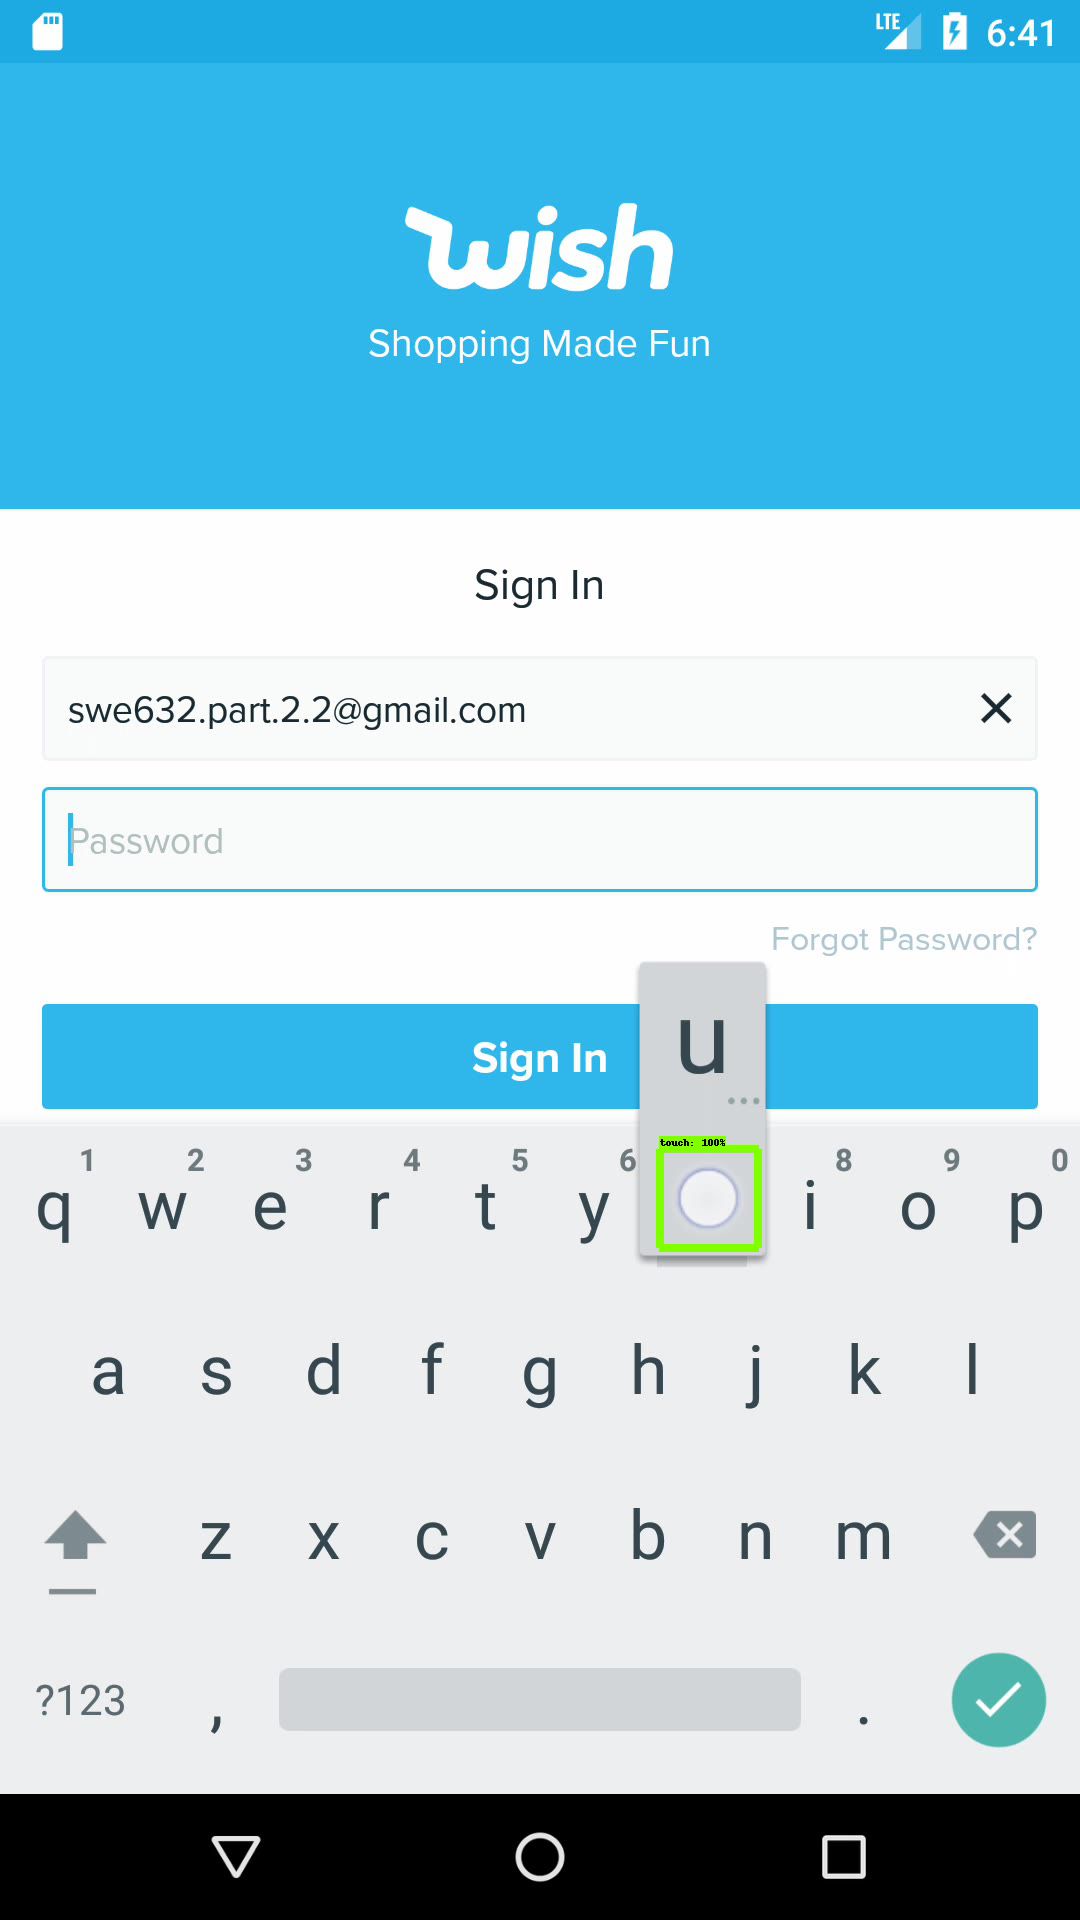 LTE 6:41
wish
Shopping Made Fun
Sign In
swe632.part.2.2@gmail.com
Password
Forgot Password?
Sign In
u
...
touch: 100%
1 2 3 4 5 6 8 9 0
q w e r t y i o p
a s d f g h j k l
z x c v b n m
?123 , .